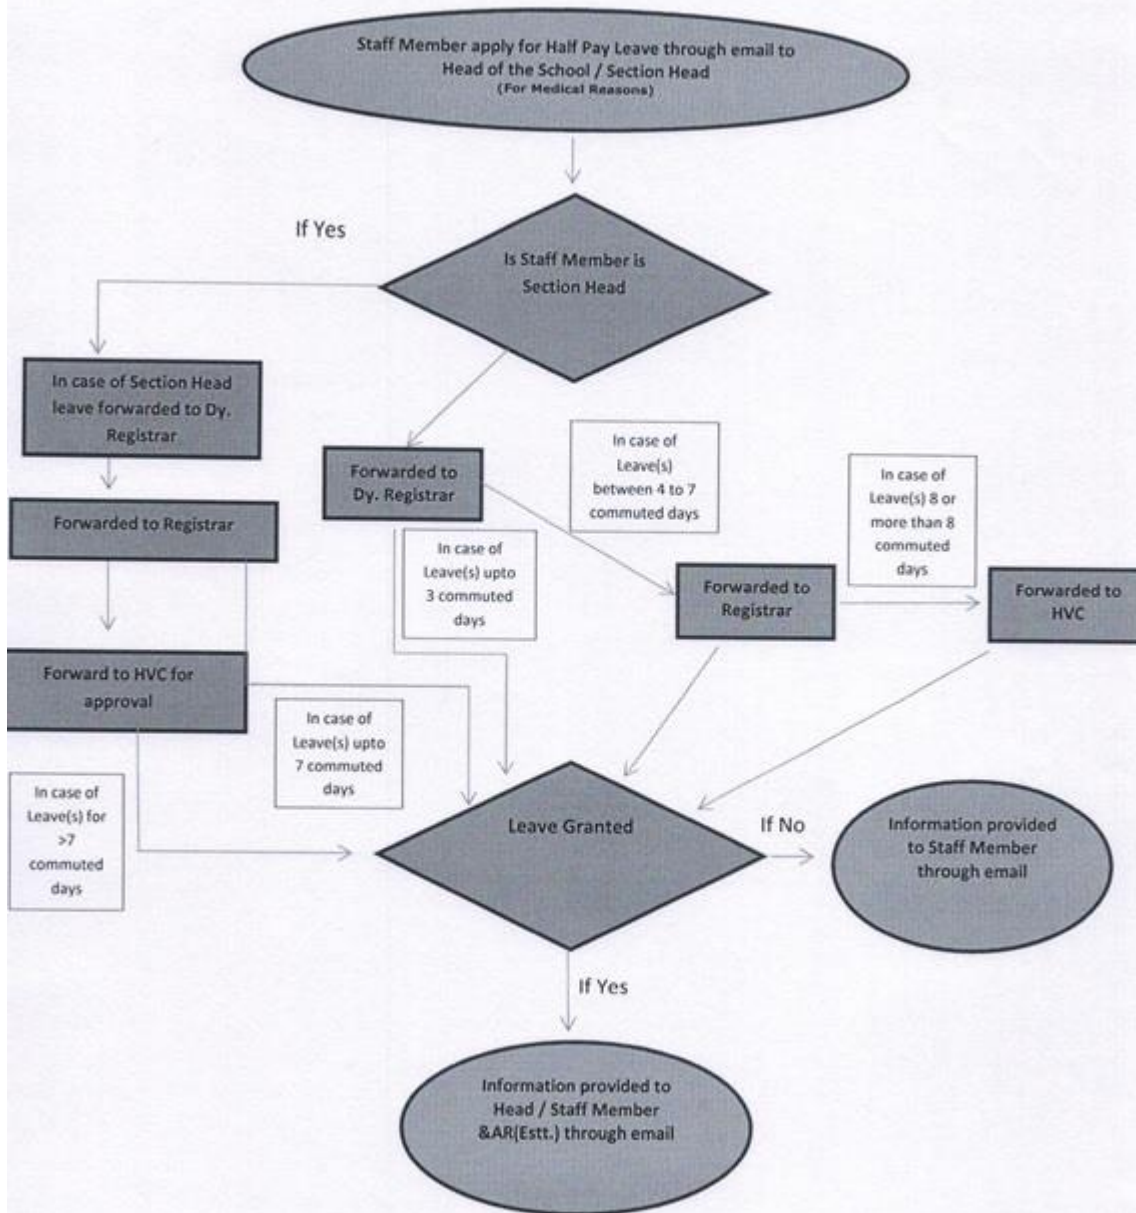 Staff Member apply for Half Pay Leave through email to
Head of the School / Section Head
(For Medical Reasons)
If Yes
Is Staff Member is
Section Head
In case of Section Head
leave forwarded to Dy.
Registrar
Forwarded to
Dy. Registrar
In case of
Leave(s)
between 4 to 7
commuted days
In case of
Leave(s) 8 or
more than 8
commuted
days
Forwarded to Registrar
In case of
Leave(s) upto
3 commuted
days
Forwarded to
Registrar
Forwarded to
HVC
Forward to HVC for
approval
In case of
Leave(s) upto
7 commuted
days
In case of
Leave(s) for
>7
commuted
days
Leave Granted
If No
Information provided
to Staff Member
through email
If Yes
Information provided to
Head / Staff Member
&AR(Estt.) through email